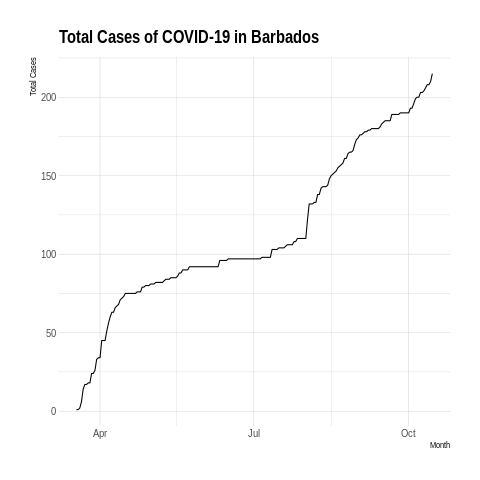 Total Cases of COVID-19 in Barbados
Total Cases
200
150
100
50
0
Apr
Jul
Oct
Month